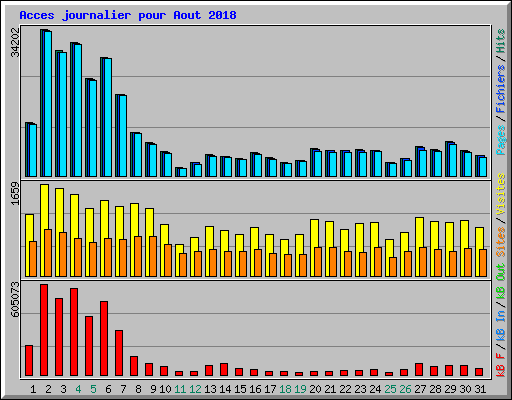 Acces journalier pour Aout 2018
34202
Pages / Fichiers / Hits
1659
Sites / Visites
605073
kB F / kB In / kB Out
1 2 3 4 5 6 7 8 9 10 11 12 13 14 15 16 17 18 19 20 21 22 23 24 25 26 27 28 29 30 31